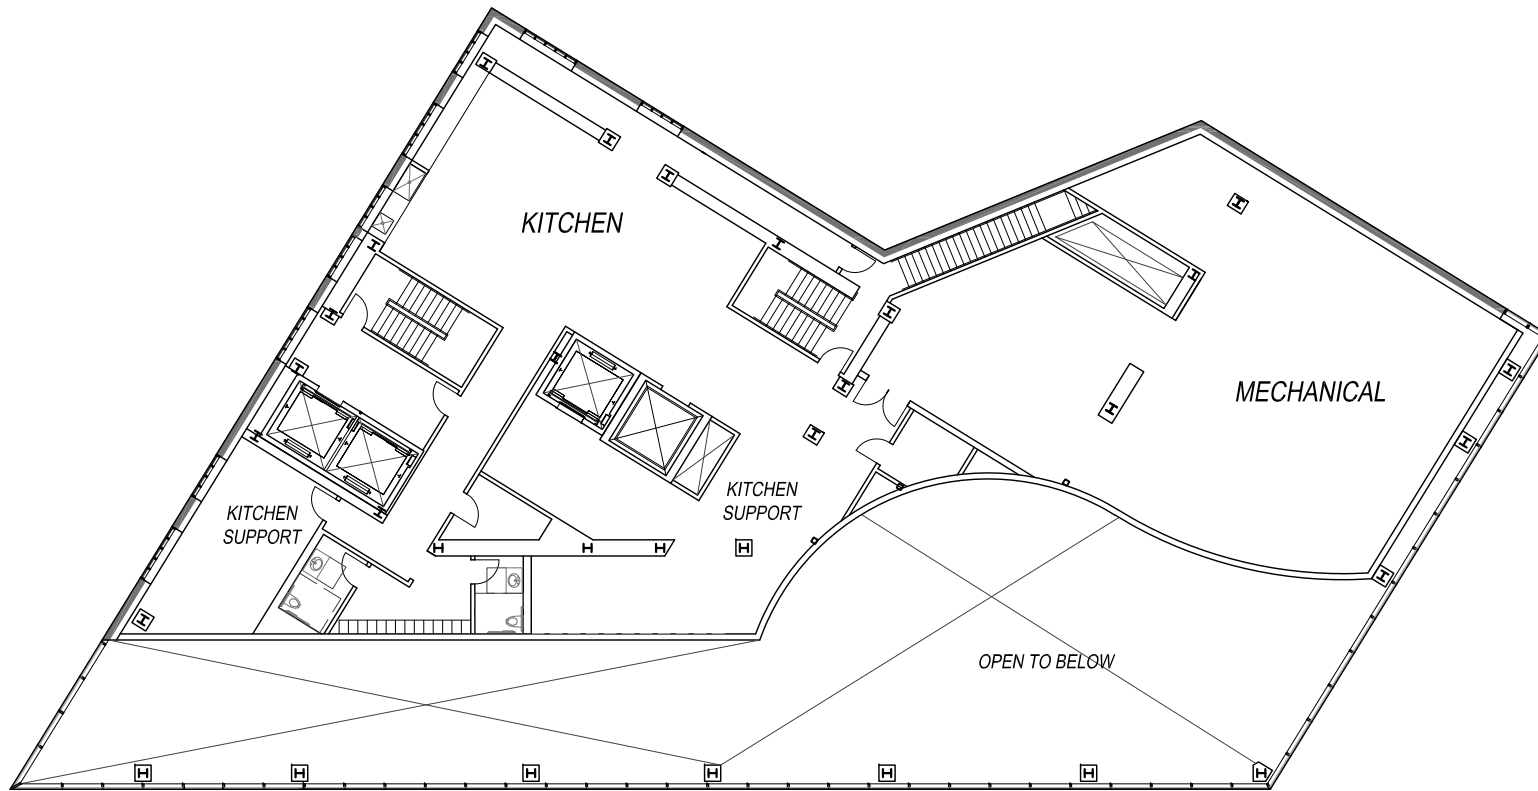 KITCHEN
MECHANICAL
KITCHEN
SUPPORT
KITCHEN
SUPPORT
OPEN TO BELOW